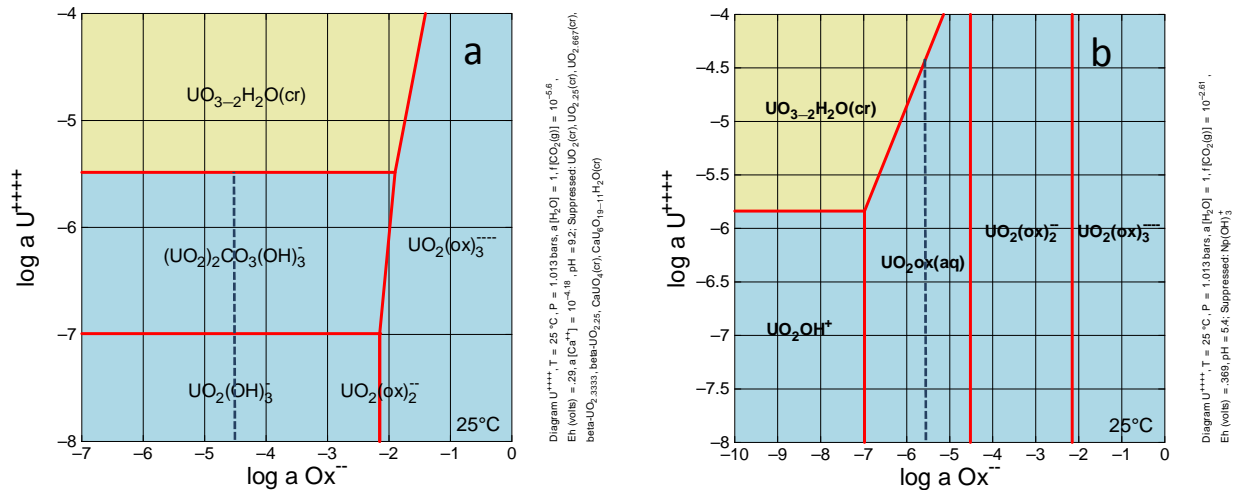 a
−4
−5
−6
−7
−8
log a U⁺⁺⁺⁺
UO₃₋₂H₂O(cr)
(UO₂)₂CO₃(OH)₃⁻
UO₂(ox)₃⁻⁻⁻⁻
UO₂(OH)₃⁻
UO₂(ox)₂⁻⁻
25°C
−7 −6 −5 −4 −3 −2 −1 0
log a Ox⁻⁻
Diagram U⁺⁺⁺⁺, T = 25 °C , P = 1.013 bars, a [H₂O] = 1, f [CO₂(g)] = 10⁻⁵·⁶ ,
Eh (volts) = .29, a [Ca⁺⁺] = 10⁻⁴·¹⁸ , pH = 9.2; Suppressed: UO₂(cr), UO₂.₂₅(cr), UO₂.₆₆₇(cr),
beta-UO₂.₃₃₃₃, beta-UO₂.₂₅, CaUO₄(cr), CaU₆O₁₉₋₁₁H₂O(cr)
b
−4
−4.5
−5
−5.5
−6
−6.5
−7
−7.5
−8
log a U⁺⁺⁺⁺
UO₃₋₂H₂O(cr)
UO₂(ox)₂⁻
UO₂(ox)₃⁻⁻⁻⁻
UO₂ox(aq)
UO₂OH⁺
25°C
−10 −9 −8 −7 −6 −5 −4 −3 −2 −1 0
log a Ox⁻⁻
Diagram U⁺⁺⁺⁺, T = 25 °C , P = 1.013 bars, a [H₂O] = 1, f [CO₂(g)] = 10⁻²·⁶¹ ,
Eh (volts) = .369, pH = 5.4; Suppressed: Np(OH)₃⁺